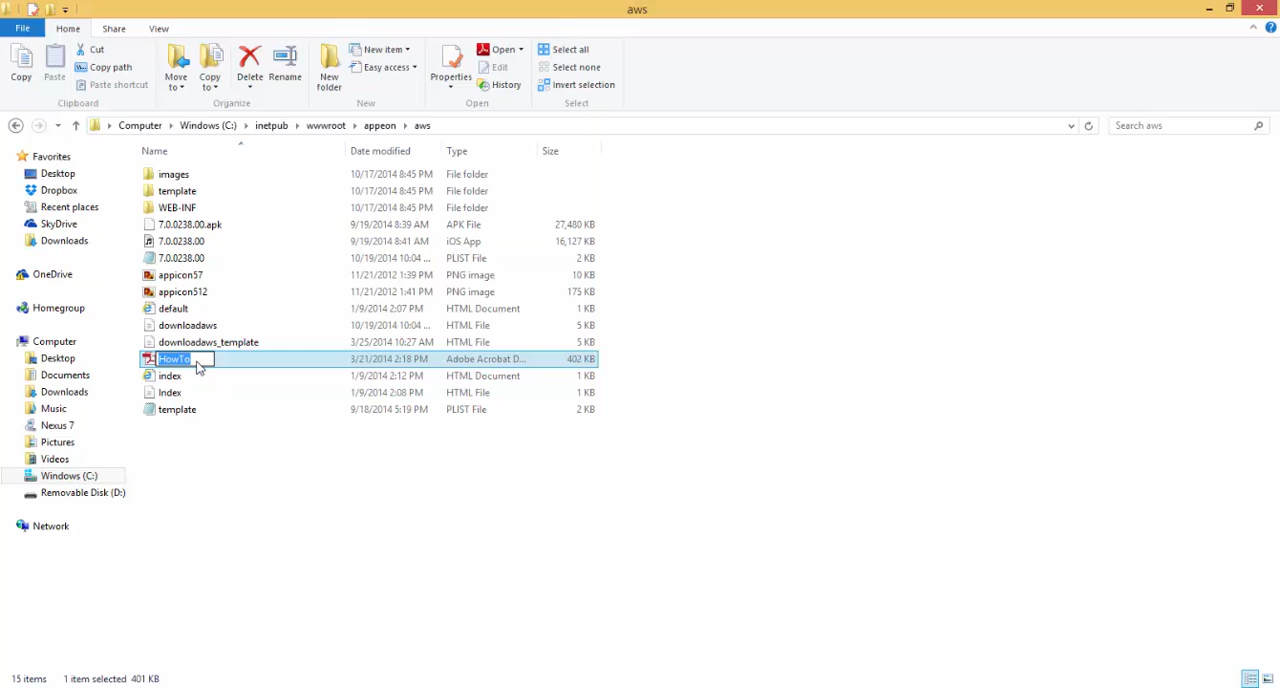 aws
File Home Share View
Copy Paste Cut Copy path Paste shortcut Move to Copy to Delete Rename New folder New item Easy access Properties Open Edit History Select all Select none Invert selection
Clipboard Organize New Open Select
Computer Windows (C:) inetpub wwwroot appeon aws Search aws
Name Date modified Type Size
Favorites
Desktop
Dropbox
Recent places
SkyDrive
Downloads
OneDrive
Homegroup
Computer
Desktop
Documents
Downloads
Music
Nexus 7
Pictures
Videos
Windows (C:)
Removable Disk (D:)
Network
images 10/17/2014 8:45 PM File folder
template 10/17/2014 8:45 PM File folder
WEB-INF 10/17/2014 8:45 PM File folder
7.0.0238.00.apk 9/19/2014 8:39 AM APK File 27,480 KB
7.0.0238.00 9/19/2014 8:41 AM iOS App 16,127 KB
7.0.0238.00 10/19/2014 10:04 ... PLIST File 2 KB
appicon57 11/21/2012 1:39 PM PNG image 10 KB
appicon512 11/21/2012 1:41 PM PNG image 175 KB
default 1/9/2014 2:07 PM HTML Document 1 KB
downloadaws 10/19/2014 10:04 ... HTML File 5 KB
downloadaws_template 3/25/2014 10:27 AM HTML File 5 KB
HowTo 3/21/2014 2:18 PM Adobe Acrobat D... 402 KB
index 1/9/2014 2:12 PM HTML Document 1 KB
Index 1/9/2014 2:08 PM HTML File 1 KB
template 9/18/2014 5:19 PM PLIST File 2 KB
15 items 1 item selected 401 KB